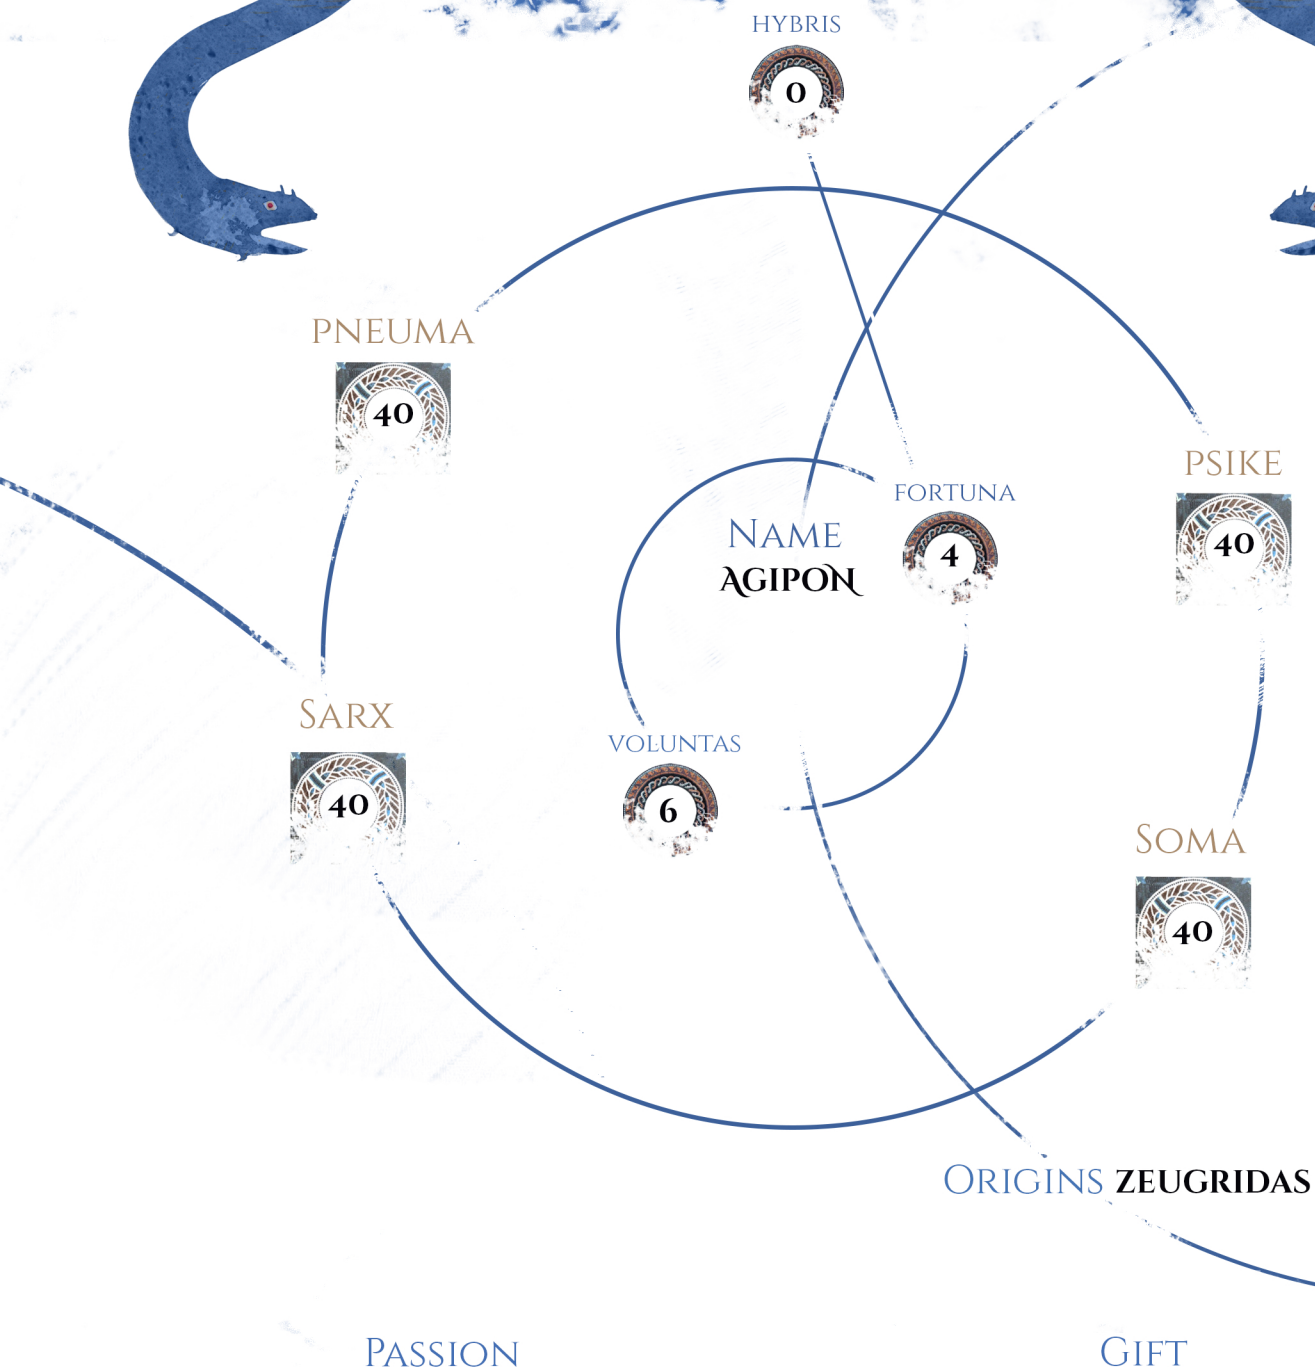 HYBRIS
0
PNEUMA
40
PSIKE
40
FORTUNA
4
NAME
AGIPON
SARX
40
VOLUNTAS
6
SOMA
40
ORIGINS ZEUGRIDAS
PASSION
GIFT